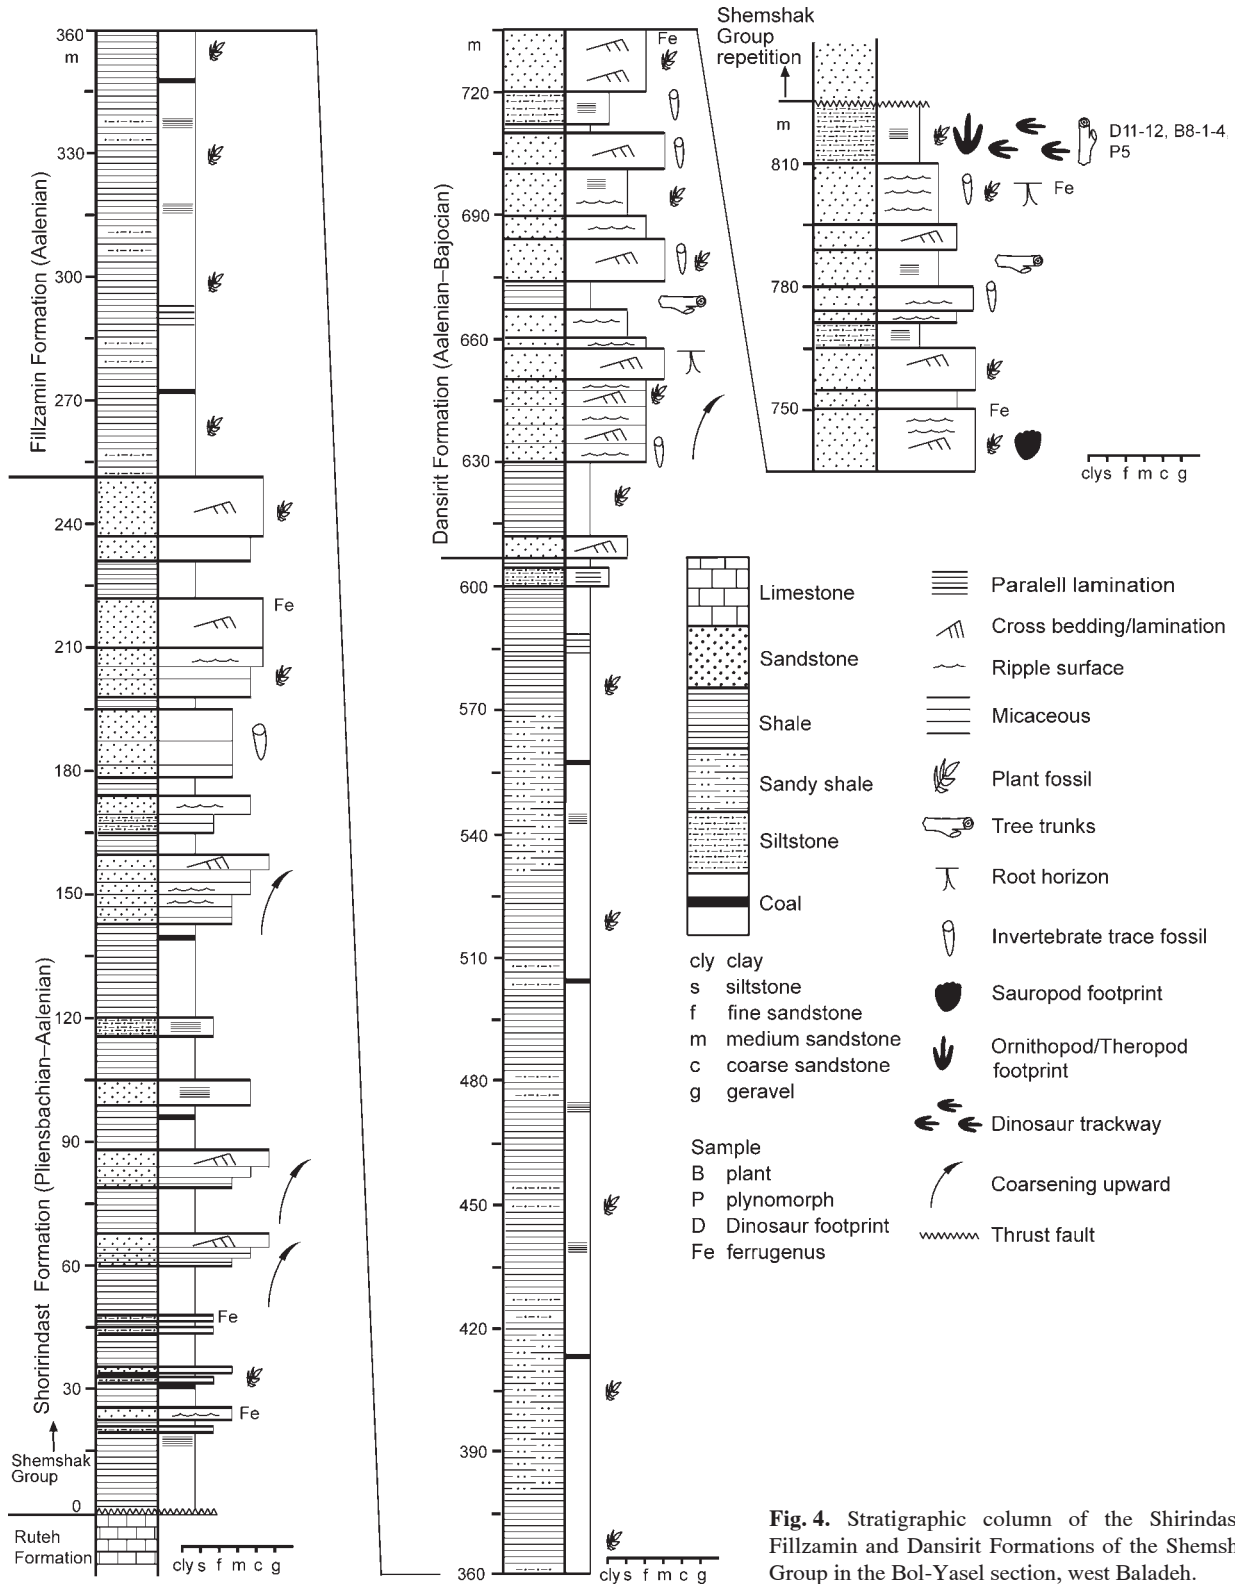 360
m
330
300
270
240
210
180
150
120
90
60
30
0
Fillzamin Formation (Aalenian)
Shoririndast Formation (Pliensbachian–Aalenian)
Shemshak
Group
Ruteh
Formation
Fe
Fe
Fe
cly s f m c g
m
720
690
660
630
600
570
540
510
480
450
420
390
360
Dansirit Formation (Aalenian–Bajocian)
Fe
cly s f m c g
Shemshak
Group
repetition
m
810
780
750
D11-12, B8-1-4,
P5
Fe
Fe
clys f m c g
Limestone
Sandstone
Shale
Sandy shale
Siltstone
Coal
cly clay
s siltstone
f fine sandstone
m medium sandstone
c coarse sandstone
g geravel
Sample
B plant
P plynomorph
D Dinosaur footprint
Fe ferrugenus
Paralell lamination
Cross bedding/lamination
Ripple surface
Micaceous
Plant fossil
Tree trunks
Root horizon
Invertebrate trace fossil
Sauropod footprint
Ornithopod/Theropod
footprint
Dinosaur trackway
Coarsening upward
Thrust fault
Fig. 4. Stratigraphic column of the Shirindas
Fillzamin and Dansirit Formations of the Shemsh
Group in the Bol-Yasel section, west Baladeh.